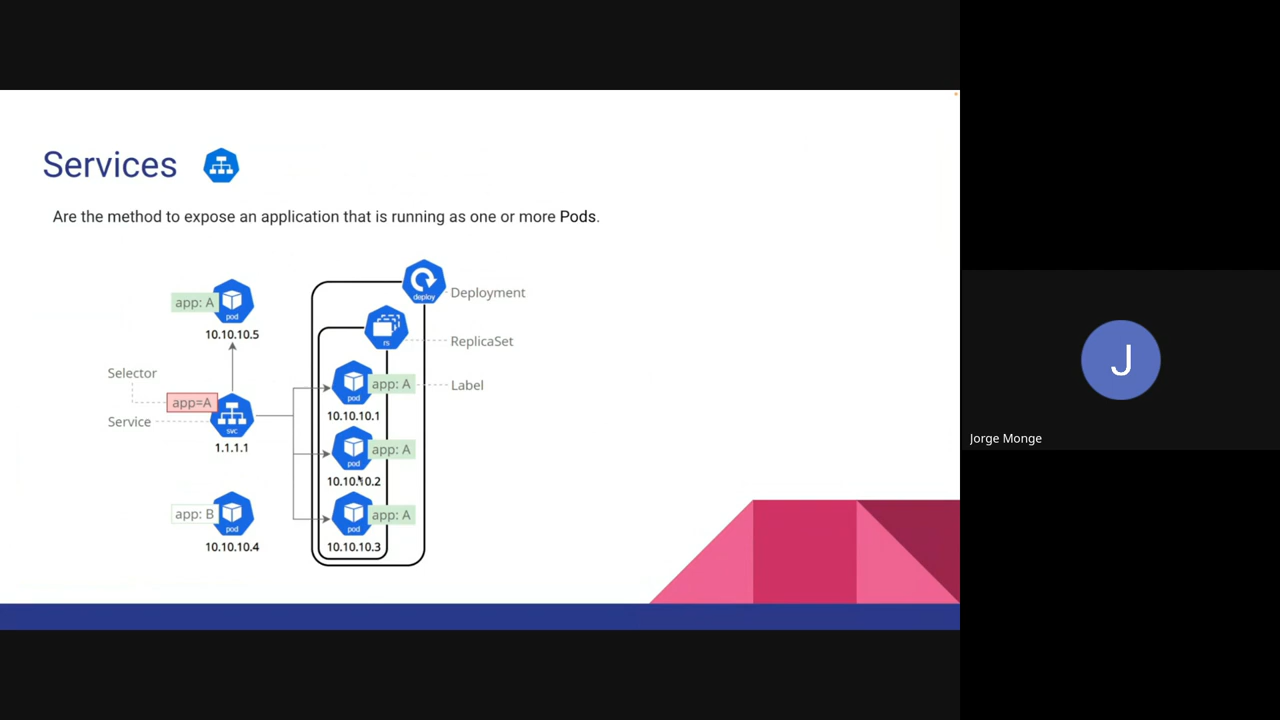 Services
Are the method to expose an application that is running as one or more Pods.
deploy
Deployment
app: A
pod
10.10.10.5
rs
ReplicaSet
Selector
app: A
Label
pod
app=A
Service
10.10.10.1
svc
1.1.1.1
app: A
pod
10.10.10.2
app: B
app: A
pod
pod
10.10.10.4
10.10.10.3
J
Jorge Monge